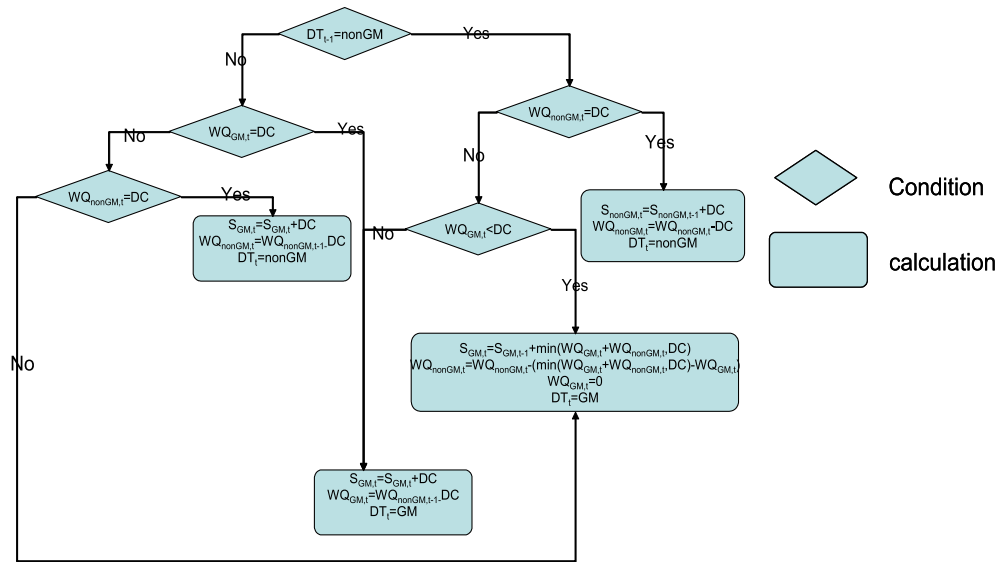 DTt-1=nonGM
Yes
No
WQGM,t=DC
WQnonGM,t=DC
No
Yes
No
Yes
WQnonGM,t=DC
Yes
SGM,t=SGM,t+DC
WQnonGM,t=WQnonGM,t-1-DC
DTt=nonGM
No
WQGM,t<DC
SnonGM,t=SnonGM,t-1+DC
WQnonGM,t=WQnonGM,t-DC
DTt=nonGM
Condition
calculation
Yes
No
SGM,t=SGM,t-1+min(WQGM,t+WQnonGM,t,DC)
WQnonGM,t=WQnonGM,t-(min(WQGM,t+WQnonGM,t,DC)-WQGM,t)
WQGM,t=0
DTt=GM
SGM,t=SGM,t+DC
WQGM,t=WQnonGM,t-1-DC
DTt=GM